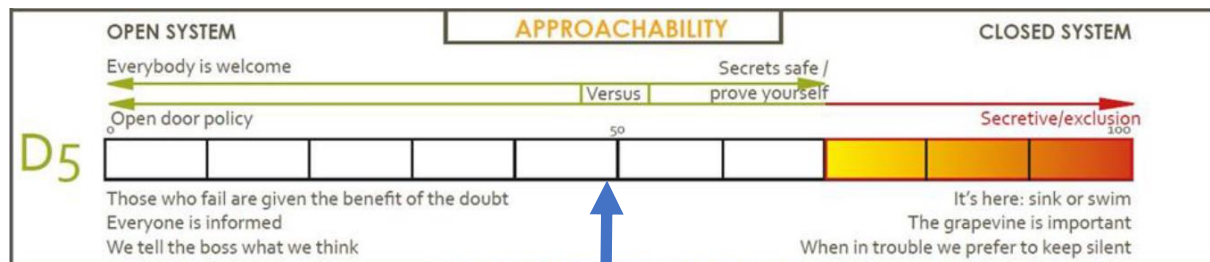 OPEN SYSTEM APPROACHABILITY CLOSED SYSTEM
Everybody is welcome Secrets safe /
Versus prove yourself
Open door policy Secretive/exclusion
0 50 100
D5
Those who fail are given the benefit of the doubt It's here: sink or swim
Everyone is informed The grapevine is important
We tell the boss what we think When in trouble we prefer to keep silent